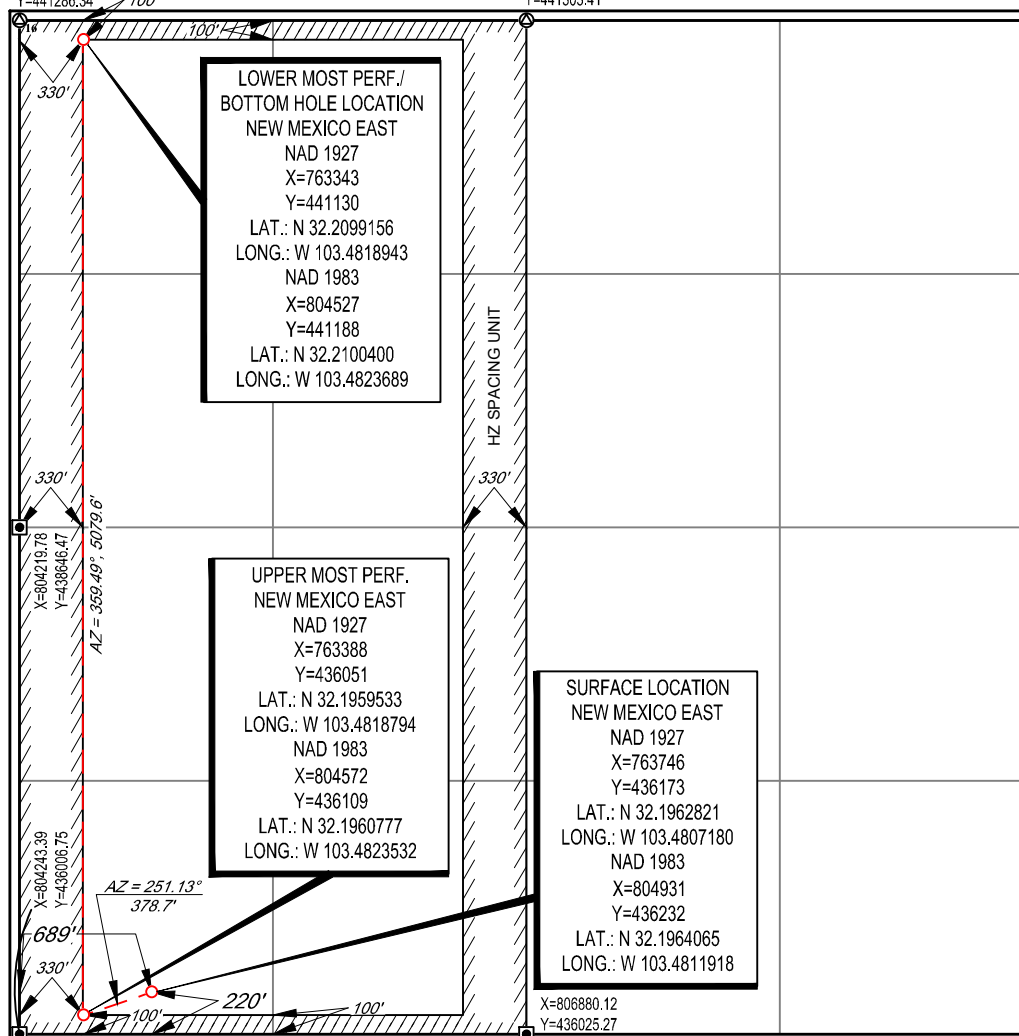 Y=441286.34
100'
Y=441303.41
16
100'
330'
LOWER MOST PERF./
BOTTOM HOLE LOCATION
NEW MEXICO EAST
NAD 1927
X=763343
Y=441130
LAT.: N 32.2099156
LONG.: W 103.4818943
NAD 1983
X=804527
Y=441188
LAT.: N 32.2100400
LONG.: W 103.4823689
HZ SPACING UNIT
330'
330'
X=804219.78
Y=438646.47
AZ = 359.49°, 5079.6'
UPPER MOST PERF.
NEW MEXICO EAST
NAD 1927
X=763388
Y=436051
LAT.: N 32.1959533
LONG.: W 103.4818794
NAD 1983
X=804572
Y=436109
LAT.: N 32.1960777
LONG.: W 103.4823532
SURFACE LOCATION
NEW MEXICO EAST
NAD 1927
X=763746
Y=436173
LAT.: N 32.1962821
LONG.: W 103.4807180
NAD 1983
X=804931
Y=436232
LAT.: N 32.1964065
LONG.: W 103.4811918
X=804243.39
Y=436006.75
AZ = 251.13°
378.7'
689'
330'
220'
100'
100'
X=806880.12
Y=436025.27